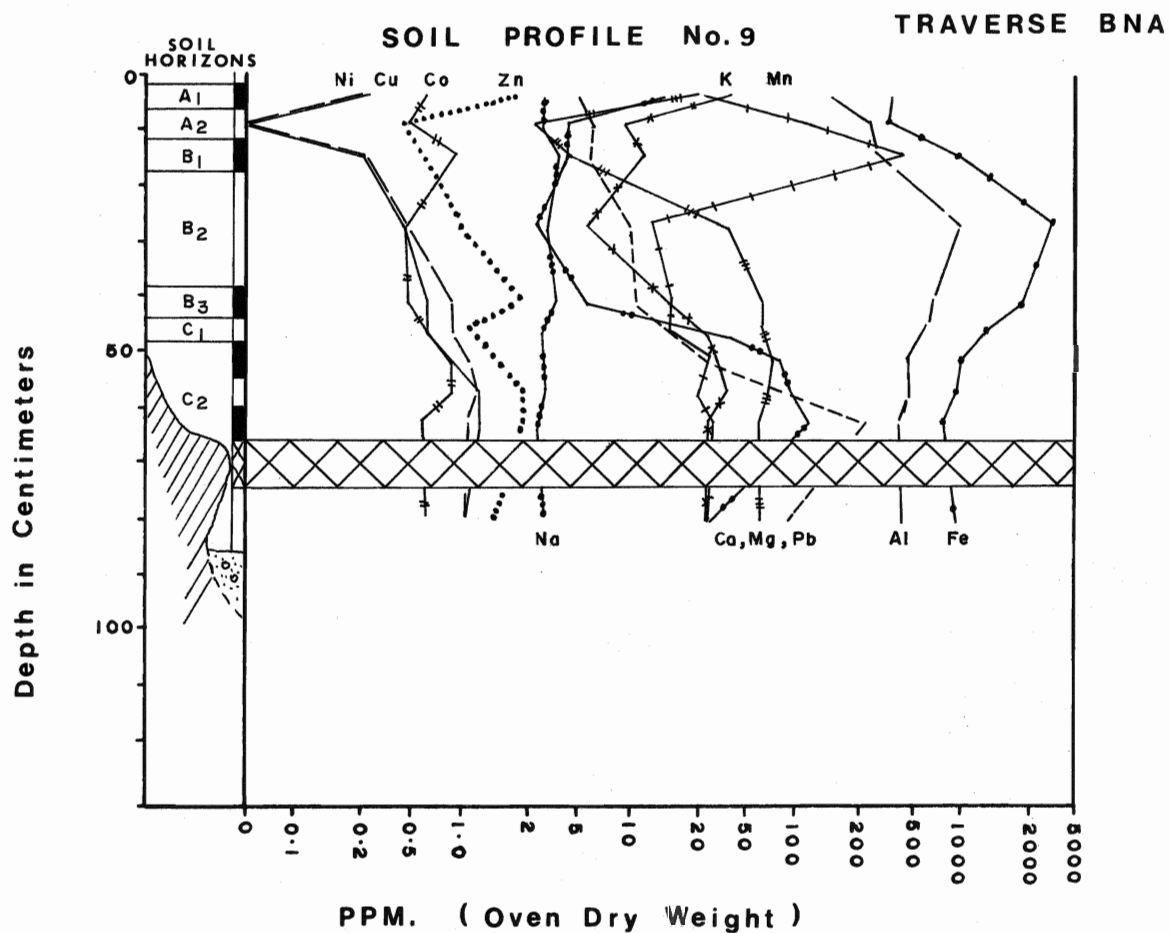 TRAVERSE BNA
SOIL PROFILE No. 9
SOIL
HORIZONS
Ni Cu Co Zn K Mn
0
A1
A2
B1
B2
B3
C1
50
C2
Na Ca, Mg, Pb Al Fe
100
Depth in Centimeters
0 0.1 0.2 0.5 1.0 2 5 10 20 50 100 200 500 1000 2000 5000
PPM. ( Oven Dry Weight )